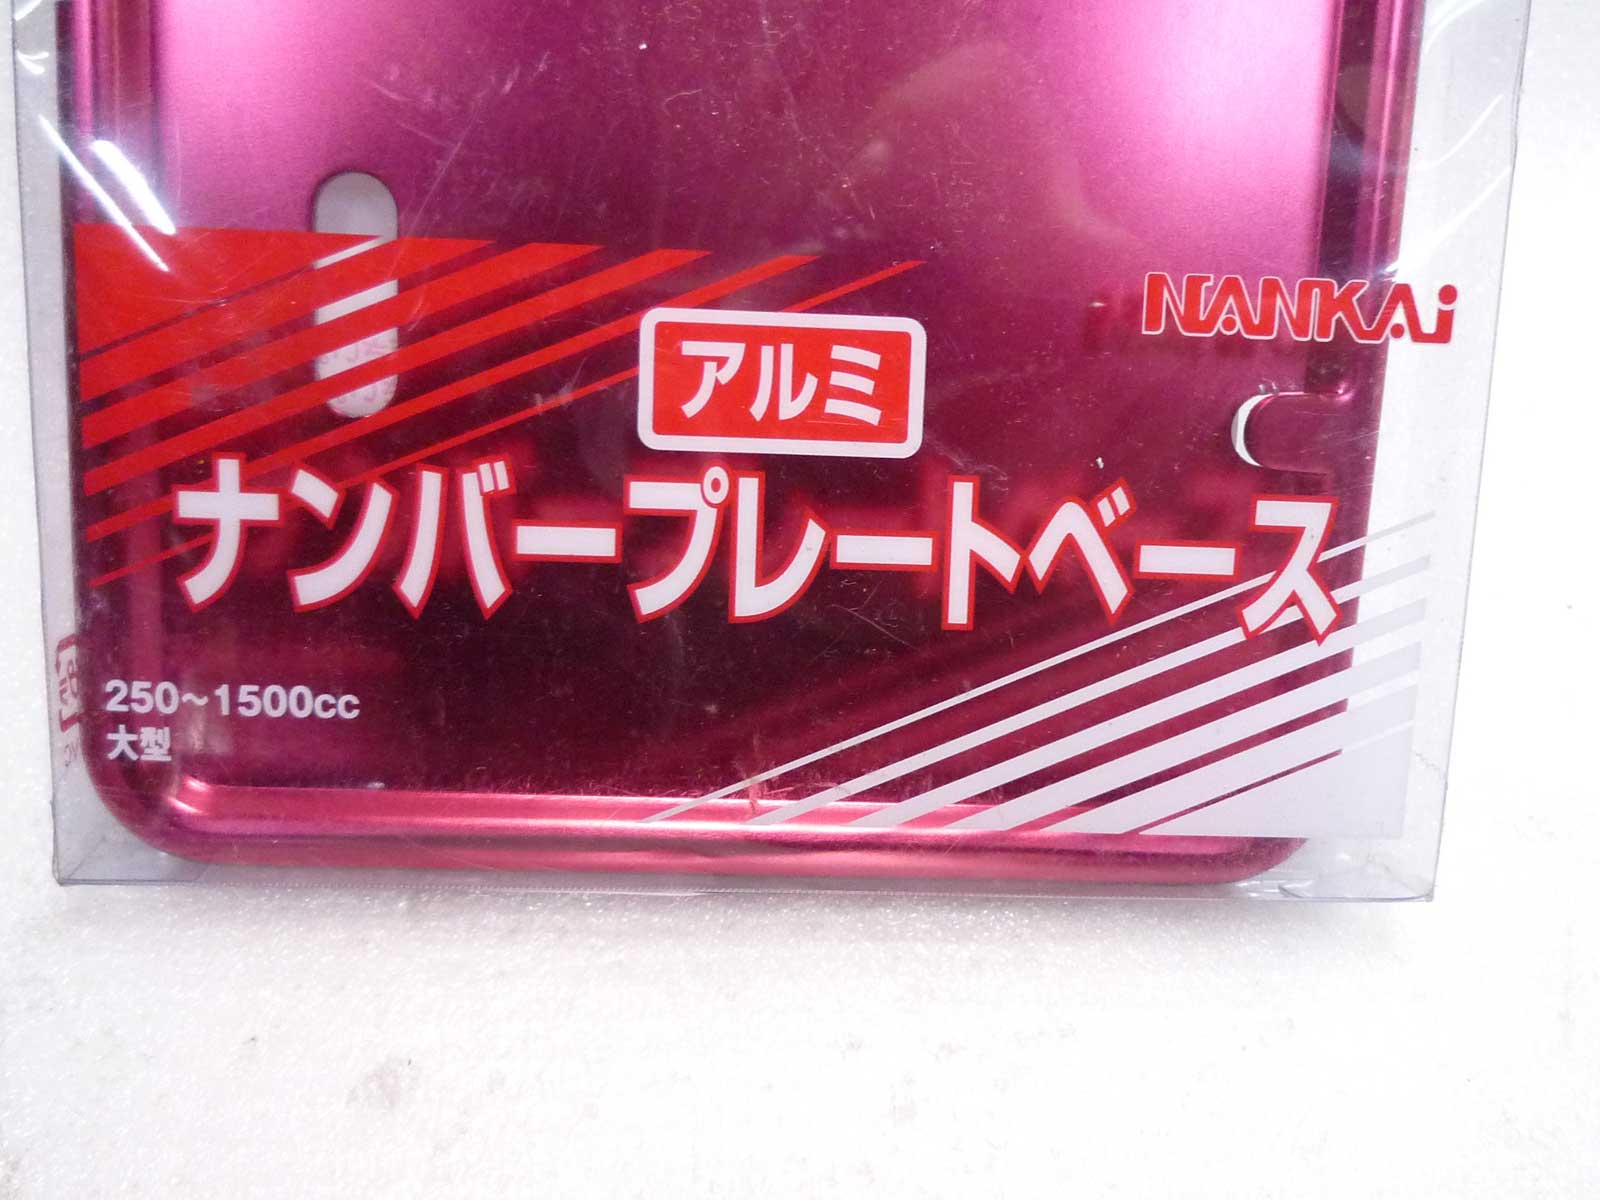 NANKAi
アルミ
ナンバープレートベース
250～1500cc
大型